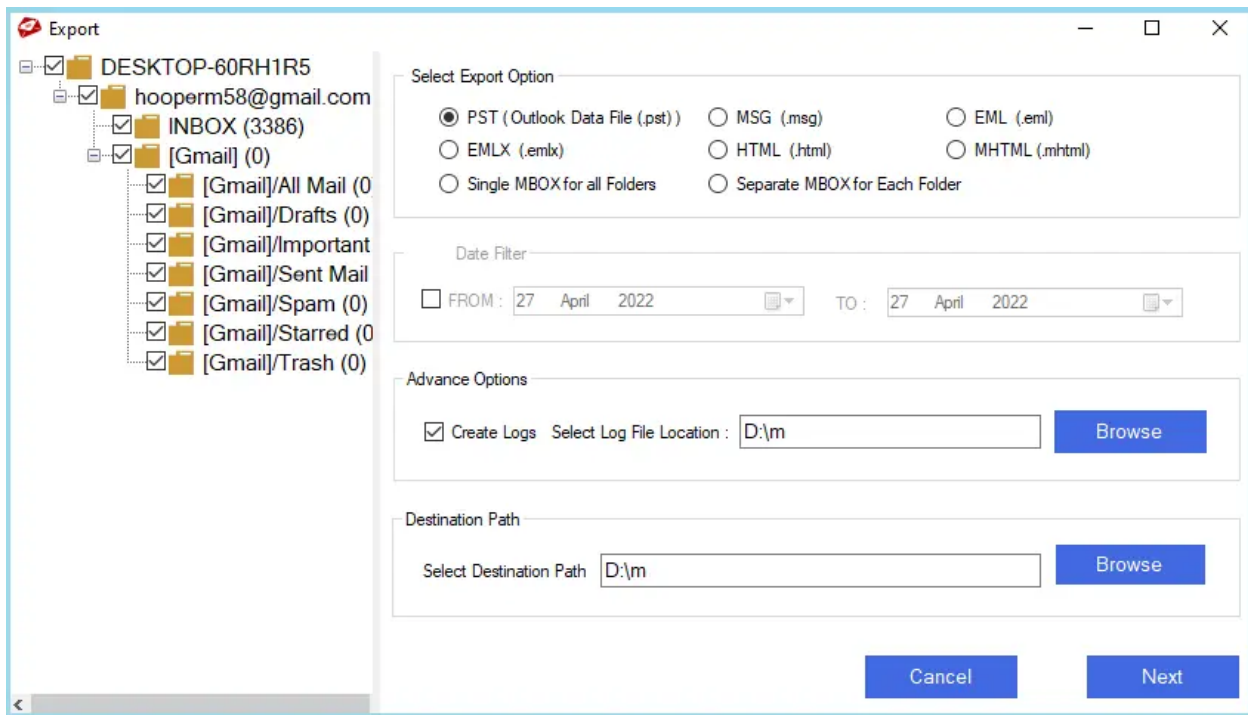 Export
DESKTOP-60RH1R5
hooperm58@gmail.com
INBOX (3386)
[Gmail] (0)
[Gmail]/All Mail (0
[Gmail]/Drafts (0)
[Gmail]/Important
[Gmail]/Sent Mail
[Gmail]/Spam (0)
[Gmail]/Starred (0
[Gmail]/Trash (0)
Select Export Option
PST ( Outlook Data File (.pst) ) MSG (.msg) EML (.eml)
EMLX (.emlx) HTML (.html) MHTML (.mhtml)
Single MBOX for all Folders Separate MBOX for Each Folder
Date Filter
FROM : 27 April 2022 TO : 27 April 2022
Advance Options
Create Logs Select Log File Location : D:\m Browse
Destination Path
Select Destination Path D:\m Browse
Cancel Next